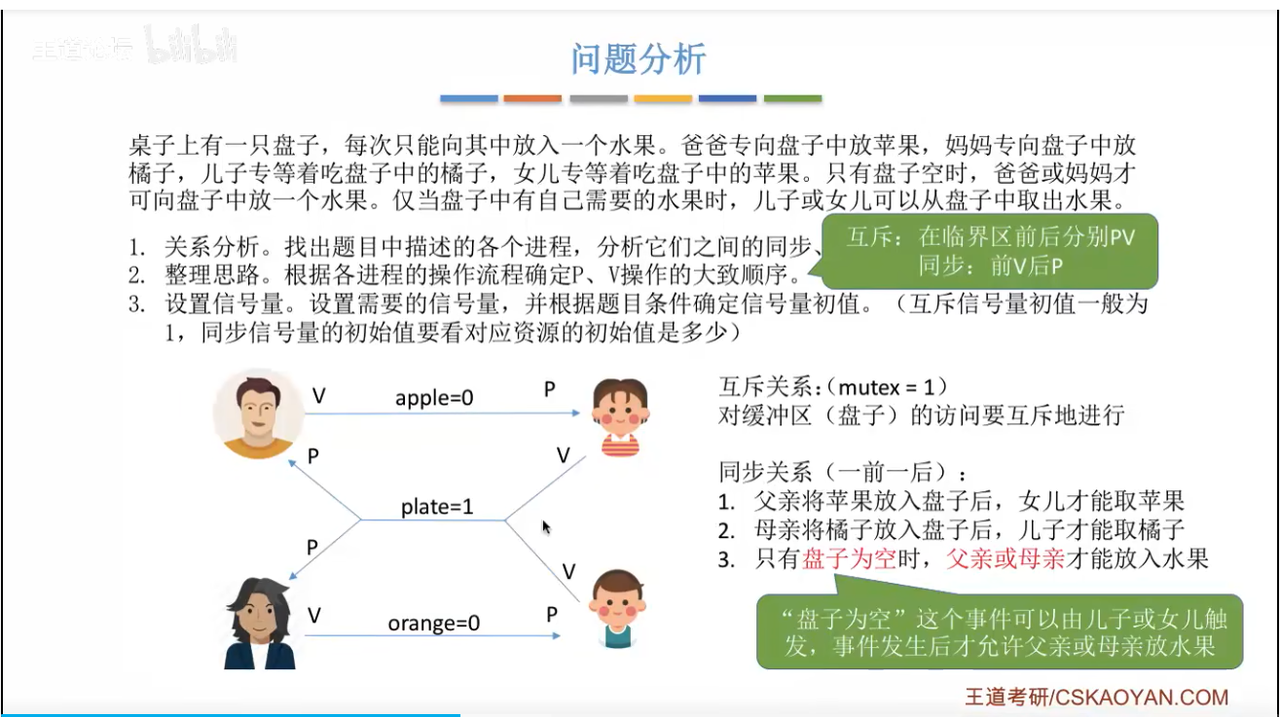 王道论坛 bilibili
问题分析
桌子上有一只盘子，每次只能向其中放入一个水果。爸爸专向盘子中放苹果，妈妈专向盘子中放
橘子，儿子专等着吃盘子中的橘子，女儿专等着吃盘子中的苹果。只有盘子空时，爸爸或妈妈才
可向盘子中放一个水果。仅当盘子中有自己需要的水果时，儿子或女儿可以从盘子中取出水果。
1. 关系分析。找出题目中描述的各个进程，分析它们之间的同步、
2. 整理思路。根据各进程的操作流程确定P、V操作的大致顺序。
互斥：在临界区前后分别PV
同步：前V后P
3. 设置信号量。设置需要的信号量，并根据题目条件确定信号量初值。（互斥信号量初值一般为
1，同步信号量的初始值要看对应资源的初始值是多少）
V apple=0 P
P V
plate=1
P V
V orange=0 P
互斥关系：（mutex = 1）
对缓冲区（盘子）的访问要互斥地进行
同步关系（一前一后）：
1. 父亲将苹果放入盘子后，女儿才能取苹果
2. 母亲将橘子放入盘子后，儿子才能取橘子
3. 只有盘子为空时，父亲或母亲才能放入水果
“盘子为空”这个事件可以由儿子或女儿触
发，事件发生后才允许父亲或母亲放水果
王道考研/CSKAOYAN.COM